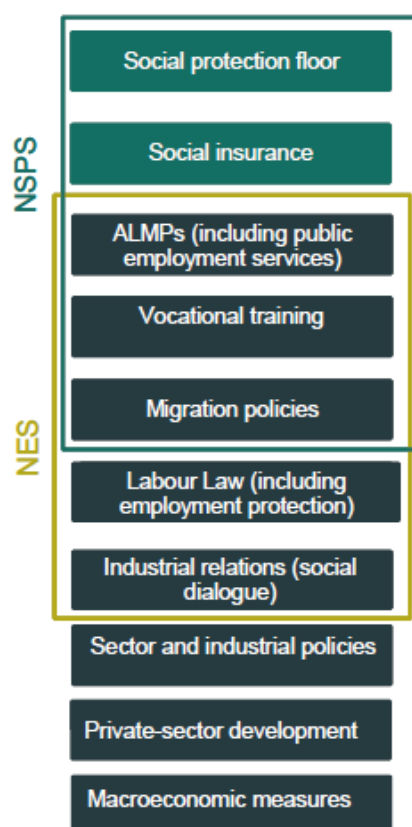 NSPS
Social protection floor
Social insurance
ALMPs (including public
employment services)
Vocational training
Migration policies
NES
Labour Law (including
employment protection)
Industrial relations (social
dialogue)
Sector and industrial policies
Private-sector development
Macroeconomic measures